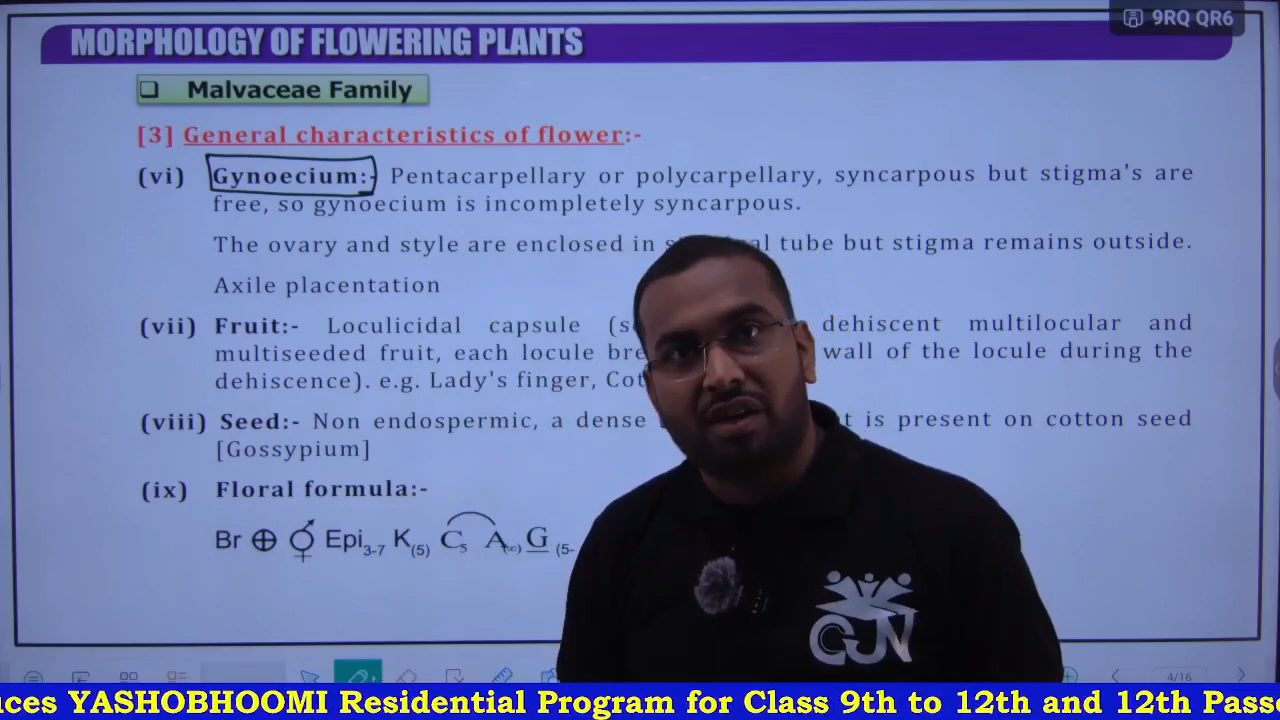 9RQ QR6
MORPHOLOGY OF FLOWERING PLANTS
❑ Malvaceae Family
[3] General characteristics of flower:-
(vi) Gynoecium:- Pentacarpellary or polycarpellary, syncarpous but stigma's are
free, so gynoecium is incompletely syncarpous.
The ovary and style are enclosed in tube but stigma remains outside.
Axile placentation
(vii) Fruit:- Loculicidal capsule dehiscent multilocular and
multiseeded fruit, each locule wall of the locule during the
dehiscence). e.g. Lady's finger,
(viii) Seed:- Non endospermic, a dense is present on cotton seed
[Gossypium]
(ix) Floral formula:-
Br ⊕ ⚥ Epi3-7 K(5) C5 A(∞) G (5-
GJN
4/16
YASHOBHOOMI Residential Program for Class 9th to 12th and 12th